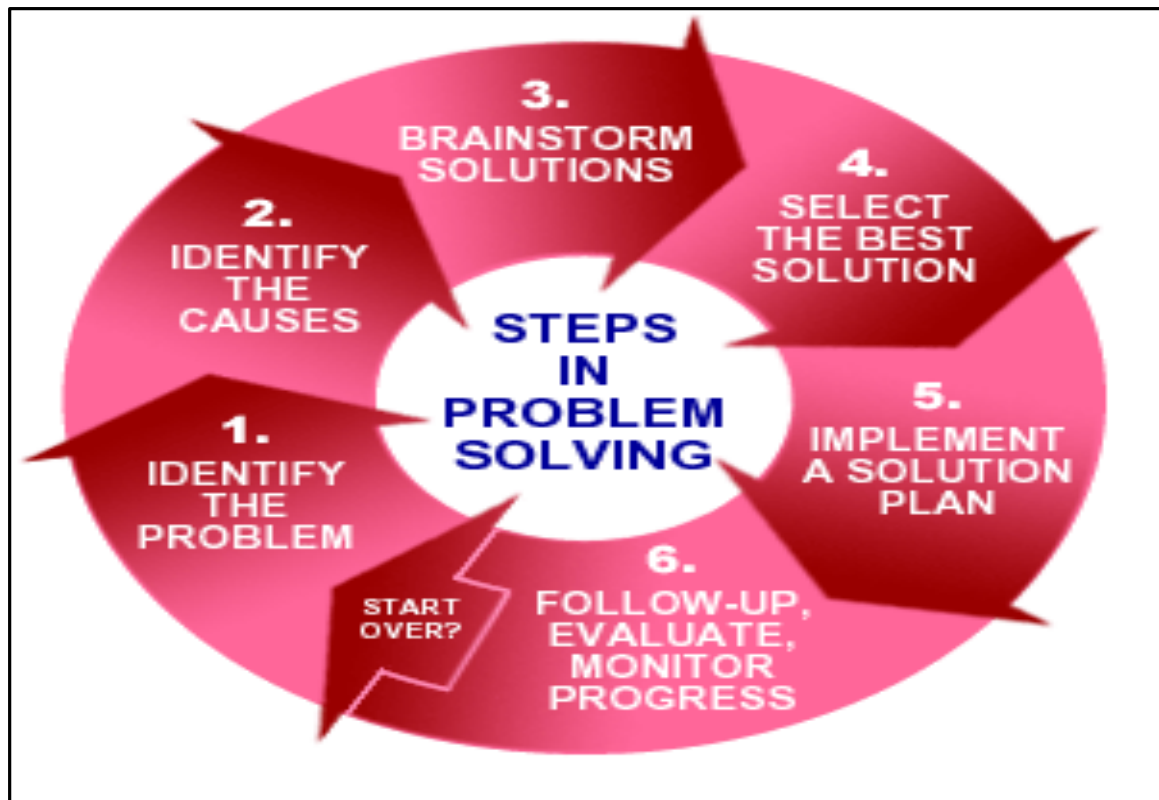 STEPS
IN
PROBLEM
SOLVING
1.
IDENTIFY
THE
PROBLEM
2.
IDENTIFY
THE
CAUSES
3.
BRAINSTORM
SOLUTIONS
4.
SELECT
THE BEST
SOLUTION
5.
IMPLEMENT
A SOLUTION
PLAN
6.
FOLLOW-UP,
EVALUATE,
MONITOR
PROGRESS
START
OVER?